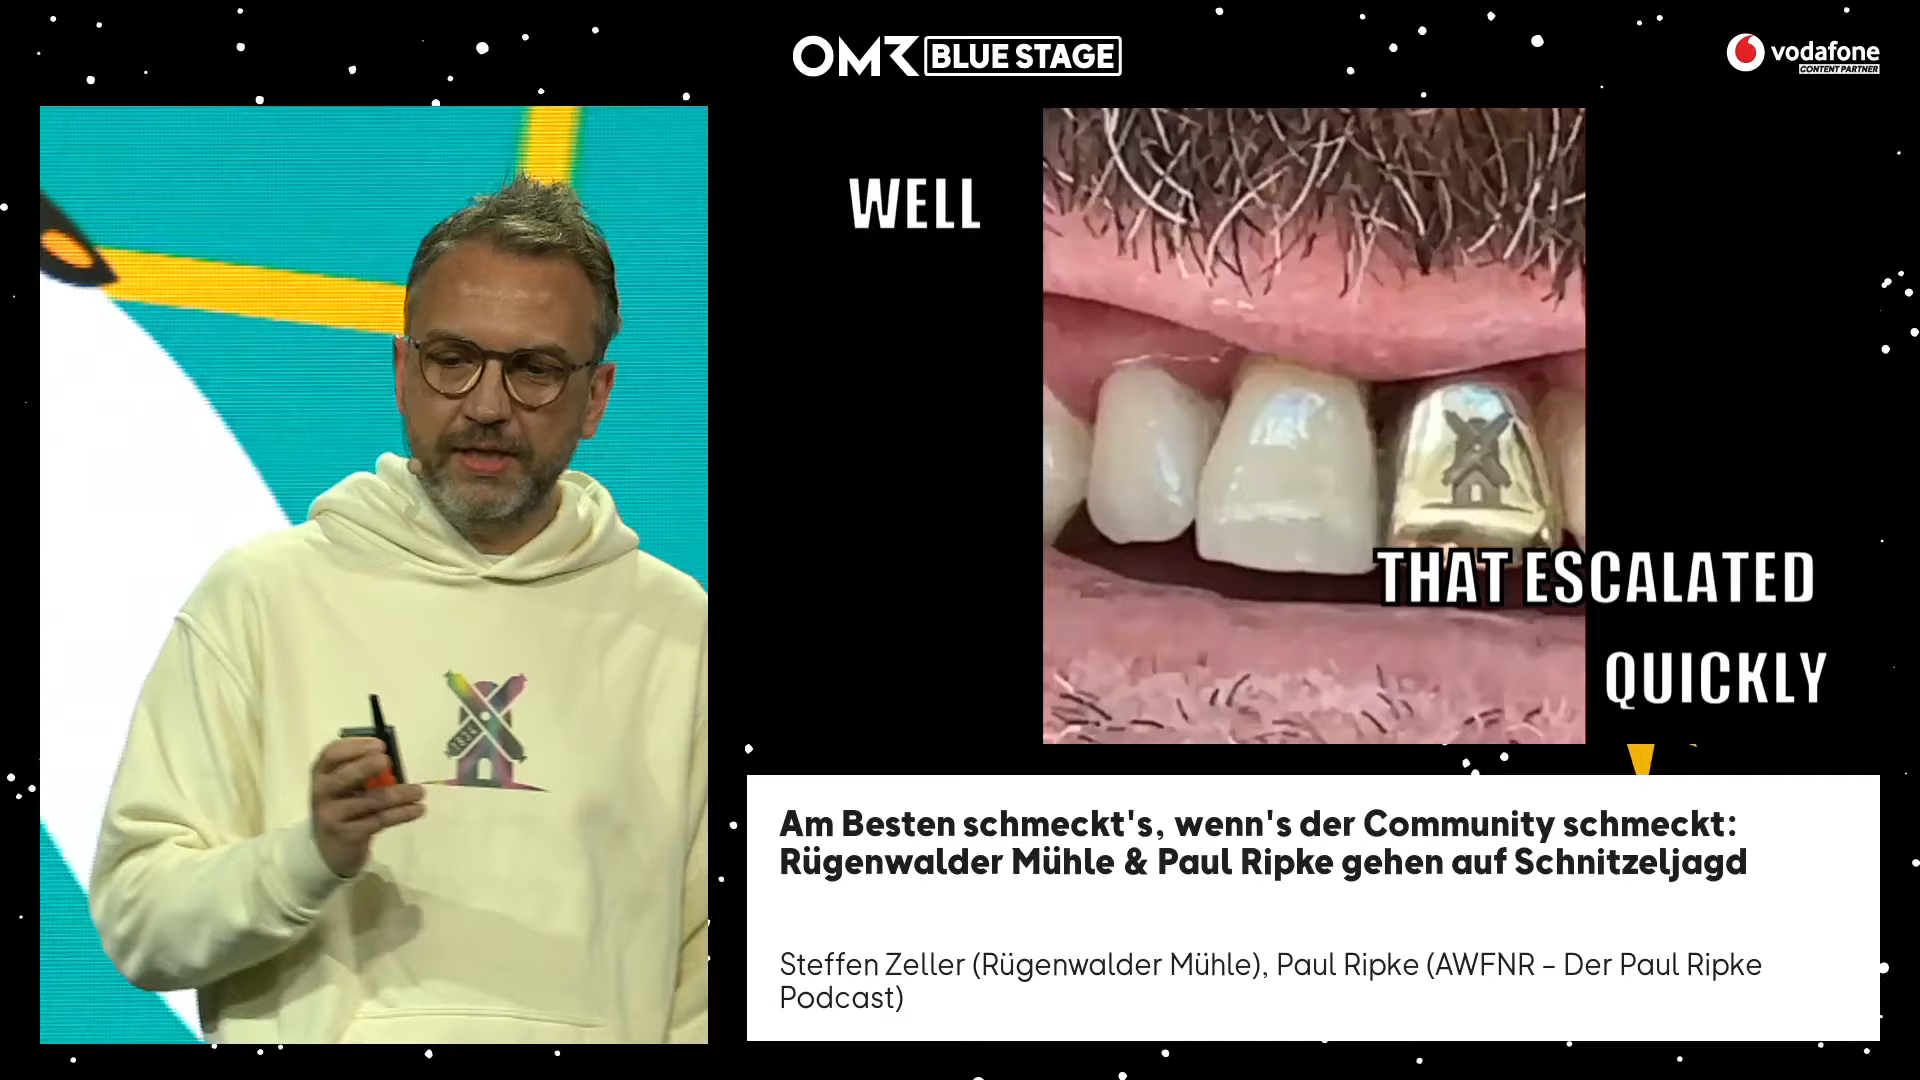 OMR BLUE STAGE
vodafone
CONTENT PARTNER
WELL
THAT ESCALATED
QUICKLY
1834
Am Besten schmeckt's, wenn's der Community schmeckt:
Rügenwalder Mühle & Paul Ripke gehen auf Schnitzeljagd
Steffen Zeller (Rügenwalder Mühle), Paul Ripke (AWFNR – Der Paul Ripke
Podcast)